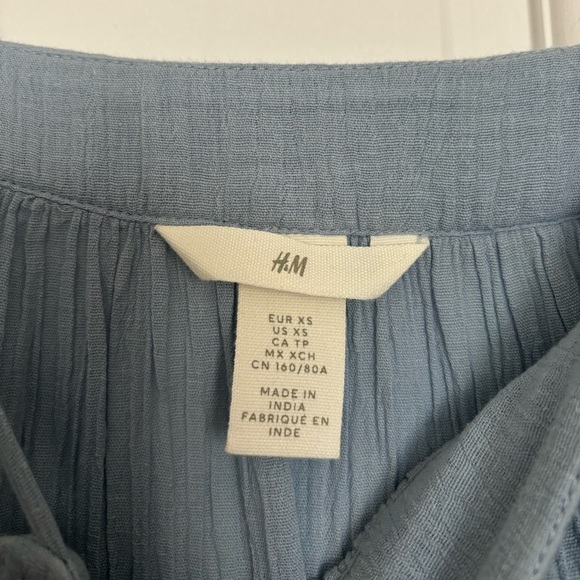 H&M
EUR XS
US XS
CA TP
MX XCH
CN 160/80A
MADE IN
INDIA
FABRIQUÉ EN
INDE